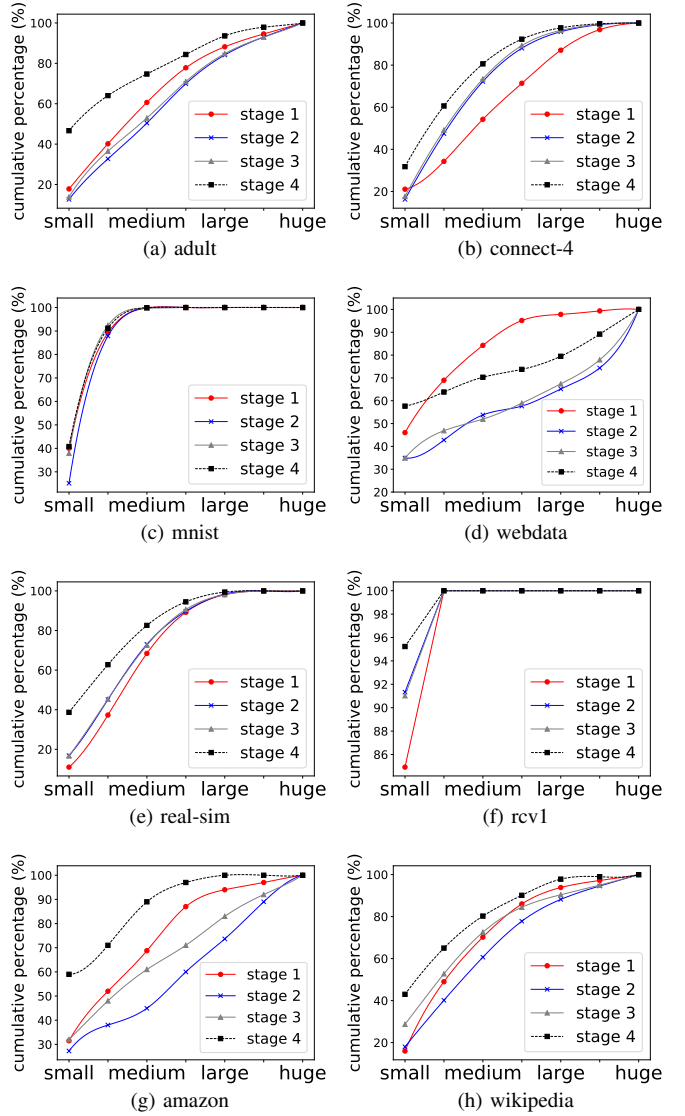 cumulative percentage (%)
100
80
60
40
20
stage 1
stage 2
stage 3
stage 4
small medium large huge
(a) adult
cumulative percentage (%)
100
80
60
40
20
stage 1
stage 2
stage 3
stage 4
small medium large huge
(b) connect-4
cumulative percentage (%)
100
90
80
70
60
50
40
30
stage 1
stage 2
stage 3
stage 4
small medium large huge
(c) mnist
cumulative percentage (%)
100
90
80
70
60
50
40
30
20
stage 1
stage 2
stage 3
stage 4
small medium large huge
(d) webdata
cumulative percentage (%)
100
80
60
40
20
stage 1
stage 2
stage 3
stage 4
small medium large huge
(e) real-sim
cumulative percentage (%)
100
98
96
94
92
90
88
86
stage 1
stage 2
stage 3
stage 4
small medium large huge
(f) rcv1
cumulative percentage (%)
100
90
80
70
60
50
40
30
stage 1
stage 2
stage 3
stage 4
small medium large huge
(g) amazon
cumulative percentage (%)
100
80
60
40
20
stage 1
stage 2
stage 3
stage 4
small medium large huge
(h) wikipedia